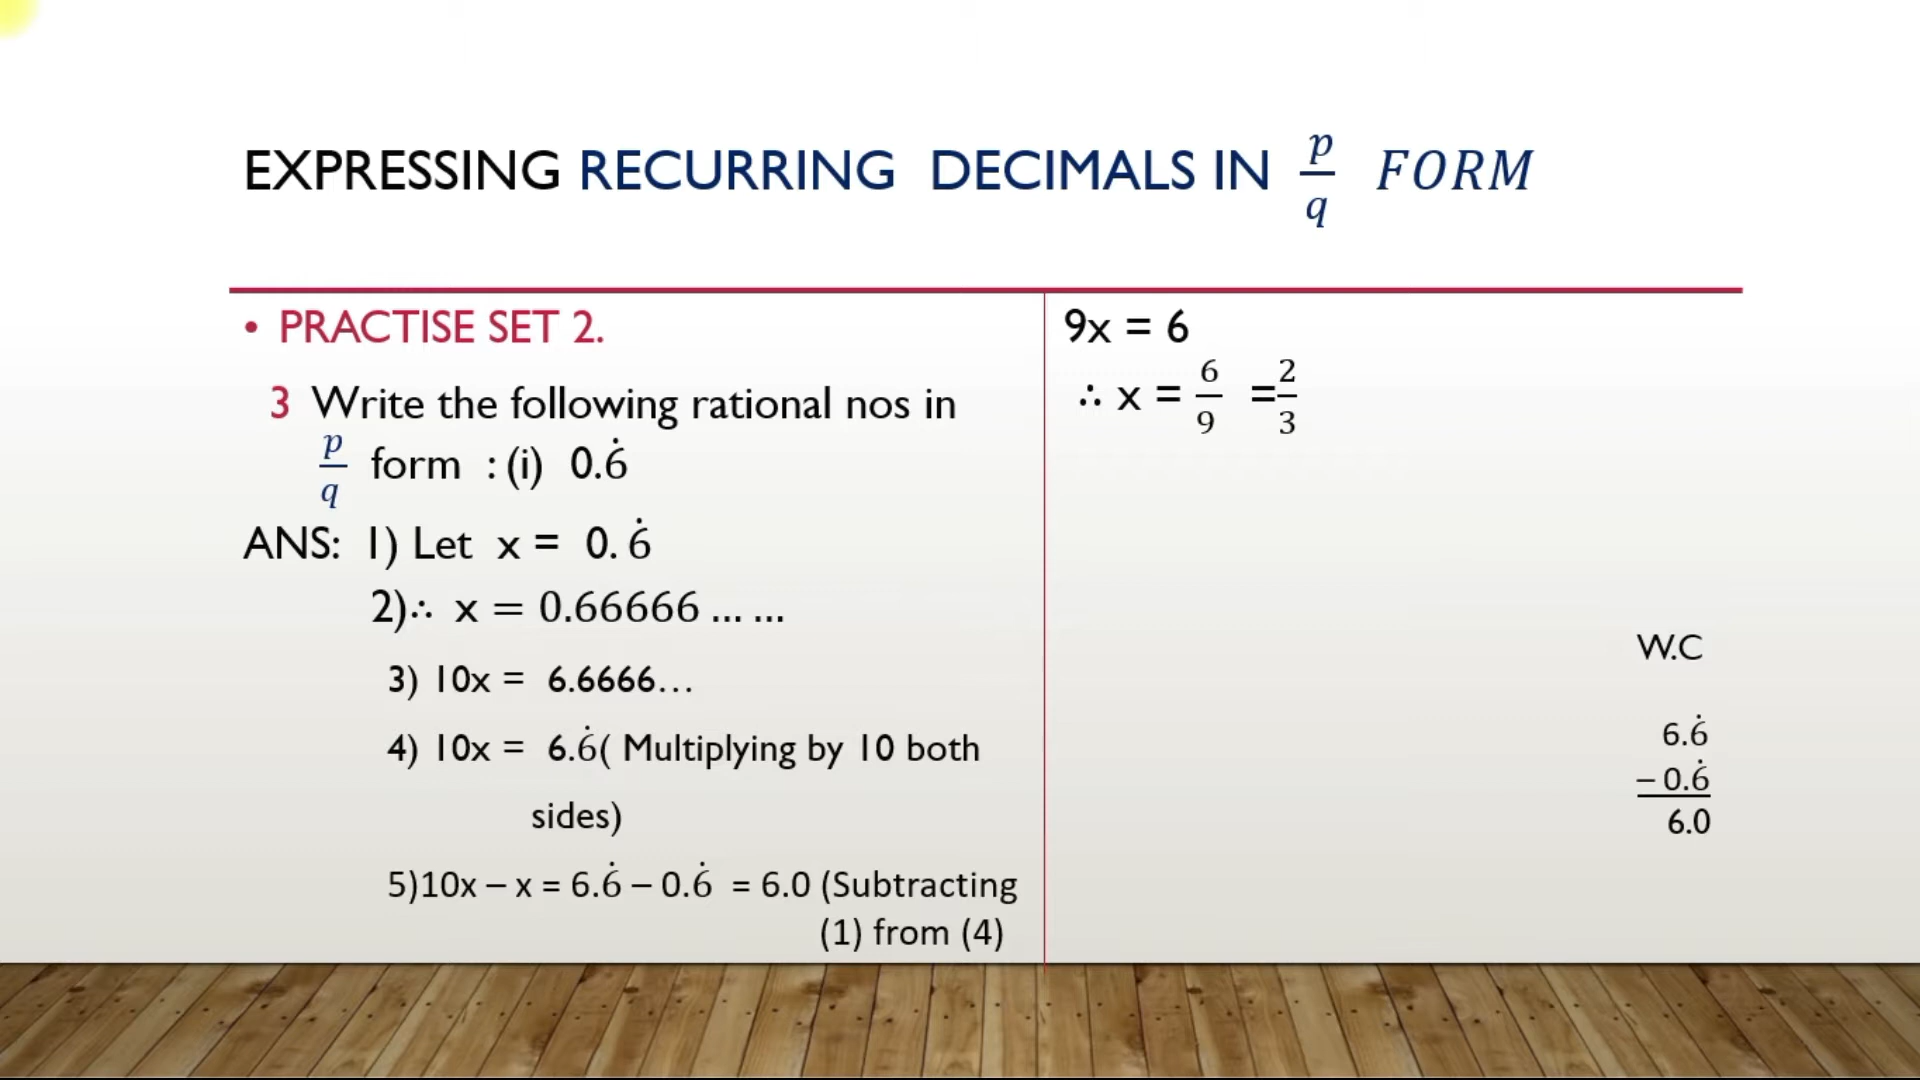 EXPRESSING RECURRING DECIMALS IN p/q FORM
• PRACTISE SET 2.
3 Write the following rational nos in
p/q form : (i) 0.6̇
ANS: 1) Let x = 0. 6̇
2)∴ x = 0.66666 … …
3) 10x = 6.6666…
4) 10x = 6.6̇( Multiplying by 10 both
sides)
5)10x – x = 6.6̇ – 0.6̇ = 6.0 (Subtracting
(1) from (4)
9x = 6
∴ x = 6/9 =2/3
W.C
6.6̇
– 0.6̇
6.0